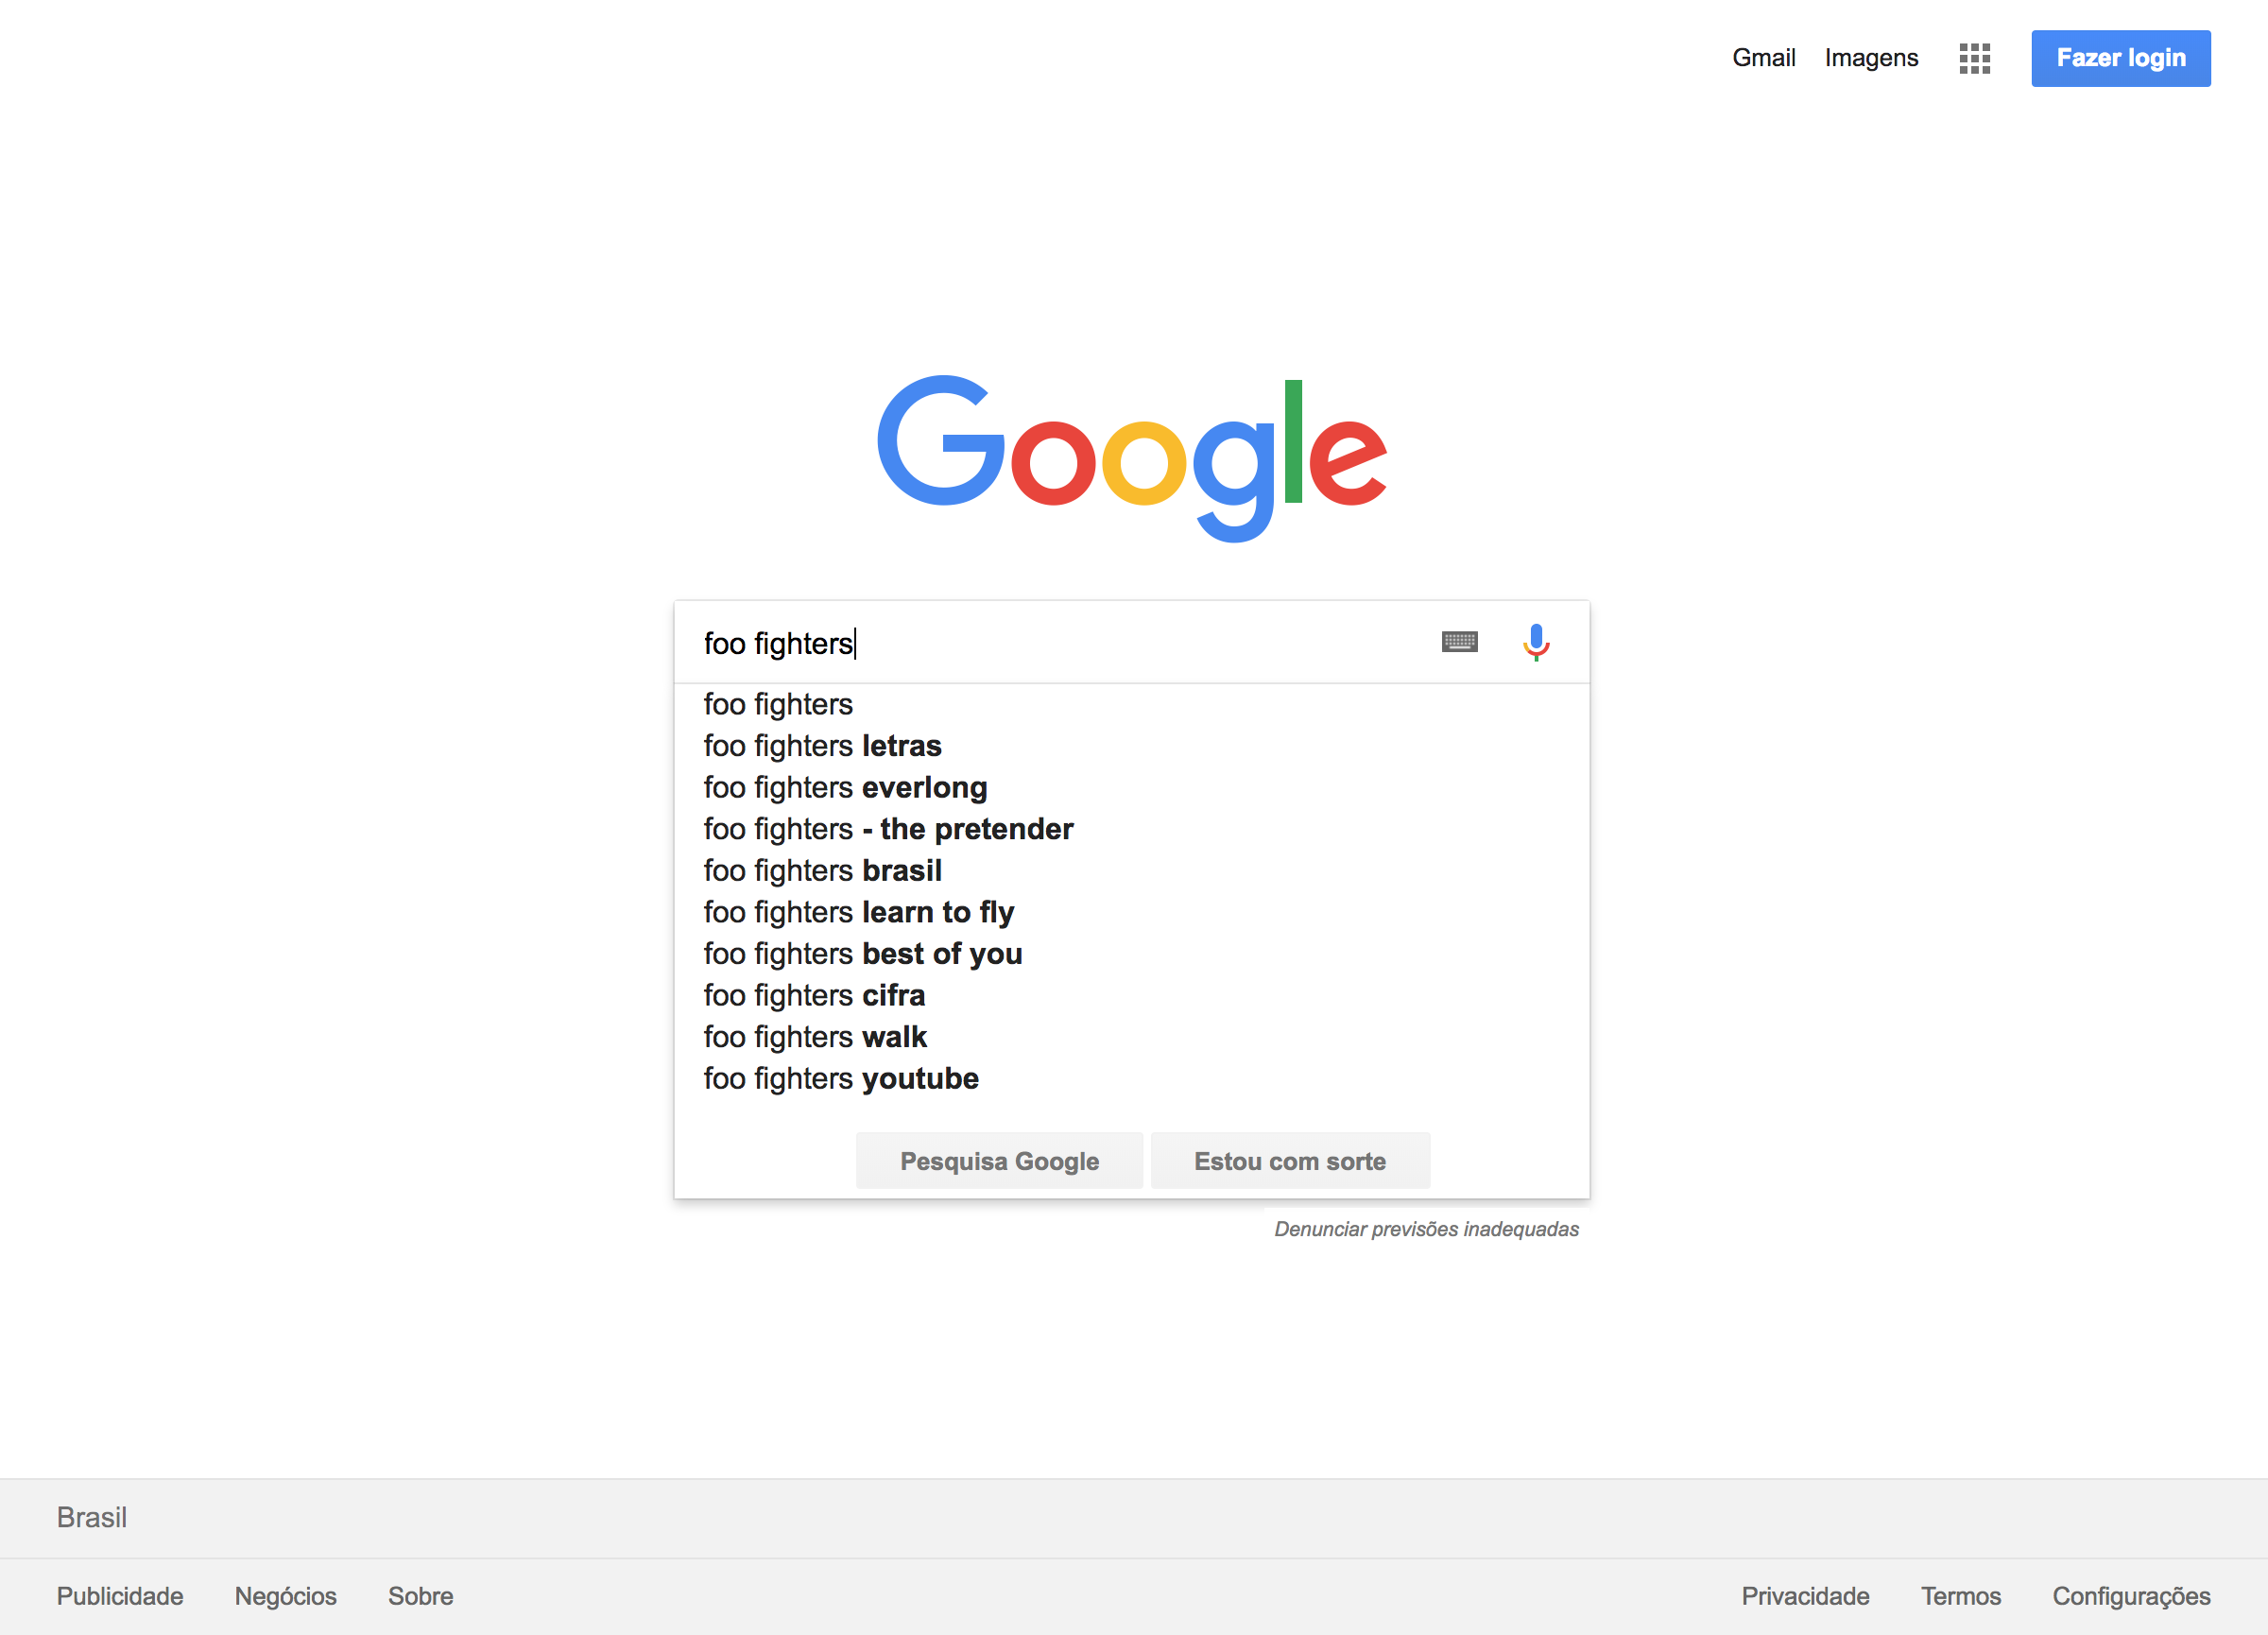 Gmail Imagens Fazer login
Google
foo fighters
foo fighters
foo fighters letras
foo fighters everlong
foo fighters - the pretender
foo fighters brasil
foo fighters learn to fly
foo fighters best of you
foo fighters cifra
foo fighters walk
foo fighters youtube
Pesquisa Google Estou com sorte
Denunciar previsões inadequadas
Brasil
Publicidade Negócios Sobre Privacidade Termos Configurações